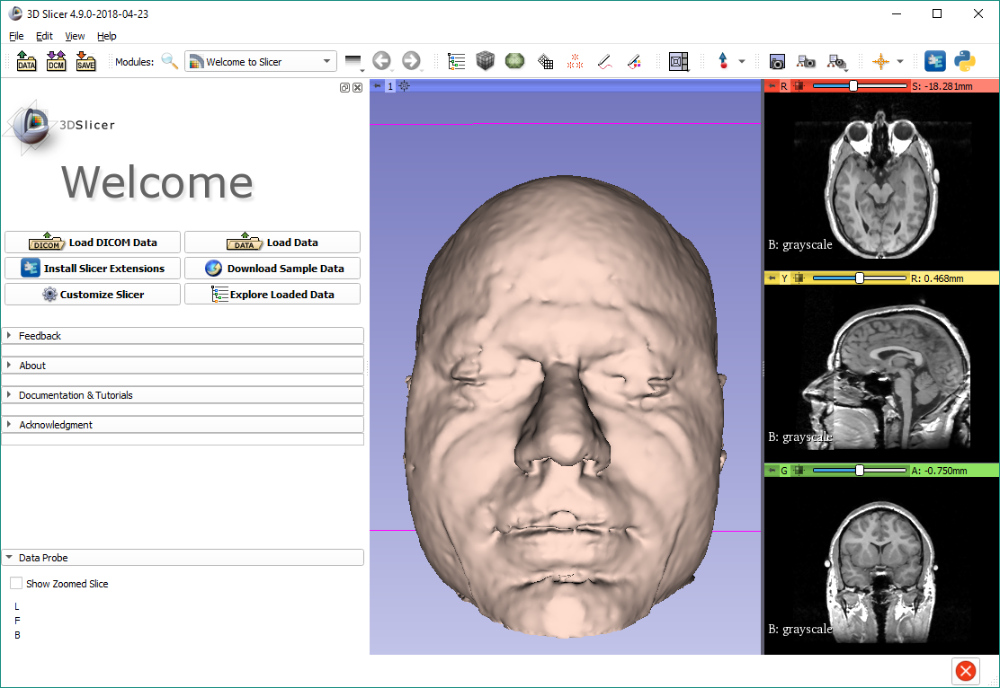 3D Slicer 4.9.0-2018-04-23
File Edit View Help
DATA DCM SAVE Modules: Welcome to Slicer
1
R S: -18.281mm
3DSlicer
Welcome
DICOM Load DICOM Data
DATA Load Data
Install Slicer Extensions
Download Sample Data
Customize Slicer
Explore Loaded Data
Feedback
About
Documentation & Tutorials
Acknowledgment
Data Probe
Show Zoomed Slice
L
F
B
B: grayscale
Y R: 0.468mm
B: grayscale
G A: -0.750mm
B: grayscale